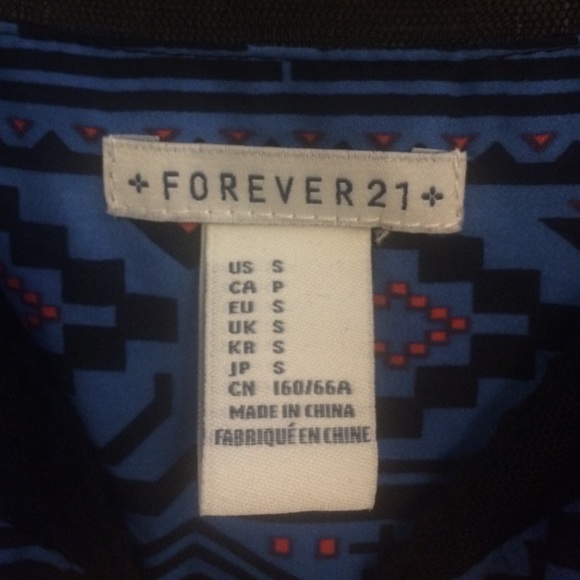 FOREVER 21
US S
CA P
EU S
UK S
KR S
JP S
CN 160/66A
MADE IN CHINA
FABRIQUÉ EN CHINE